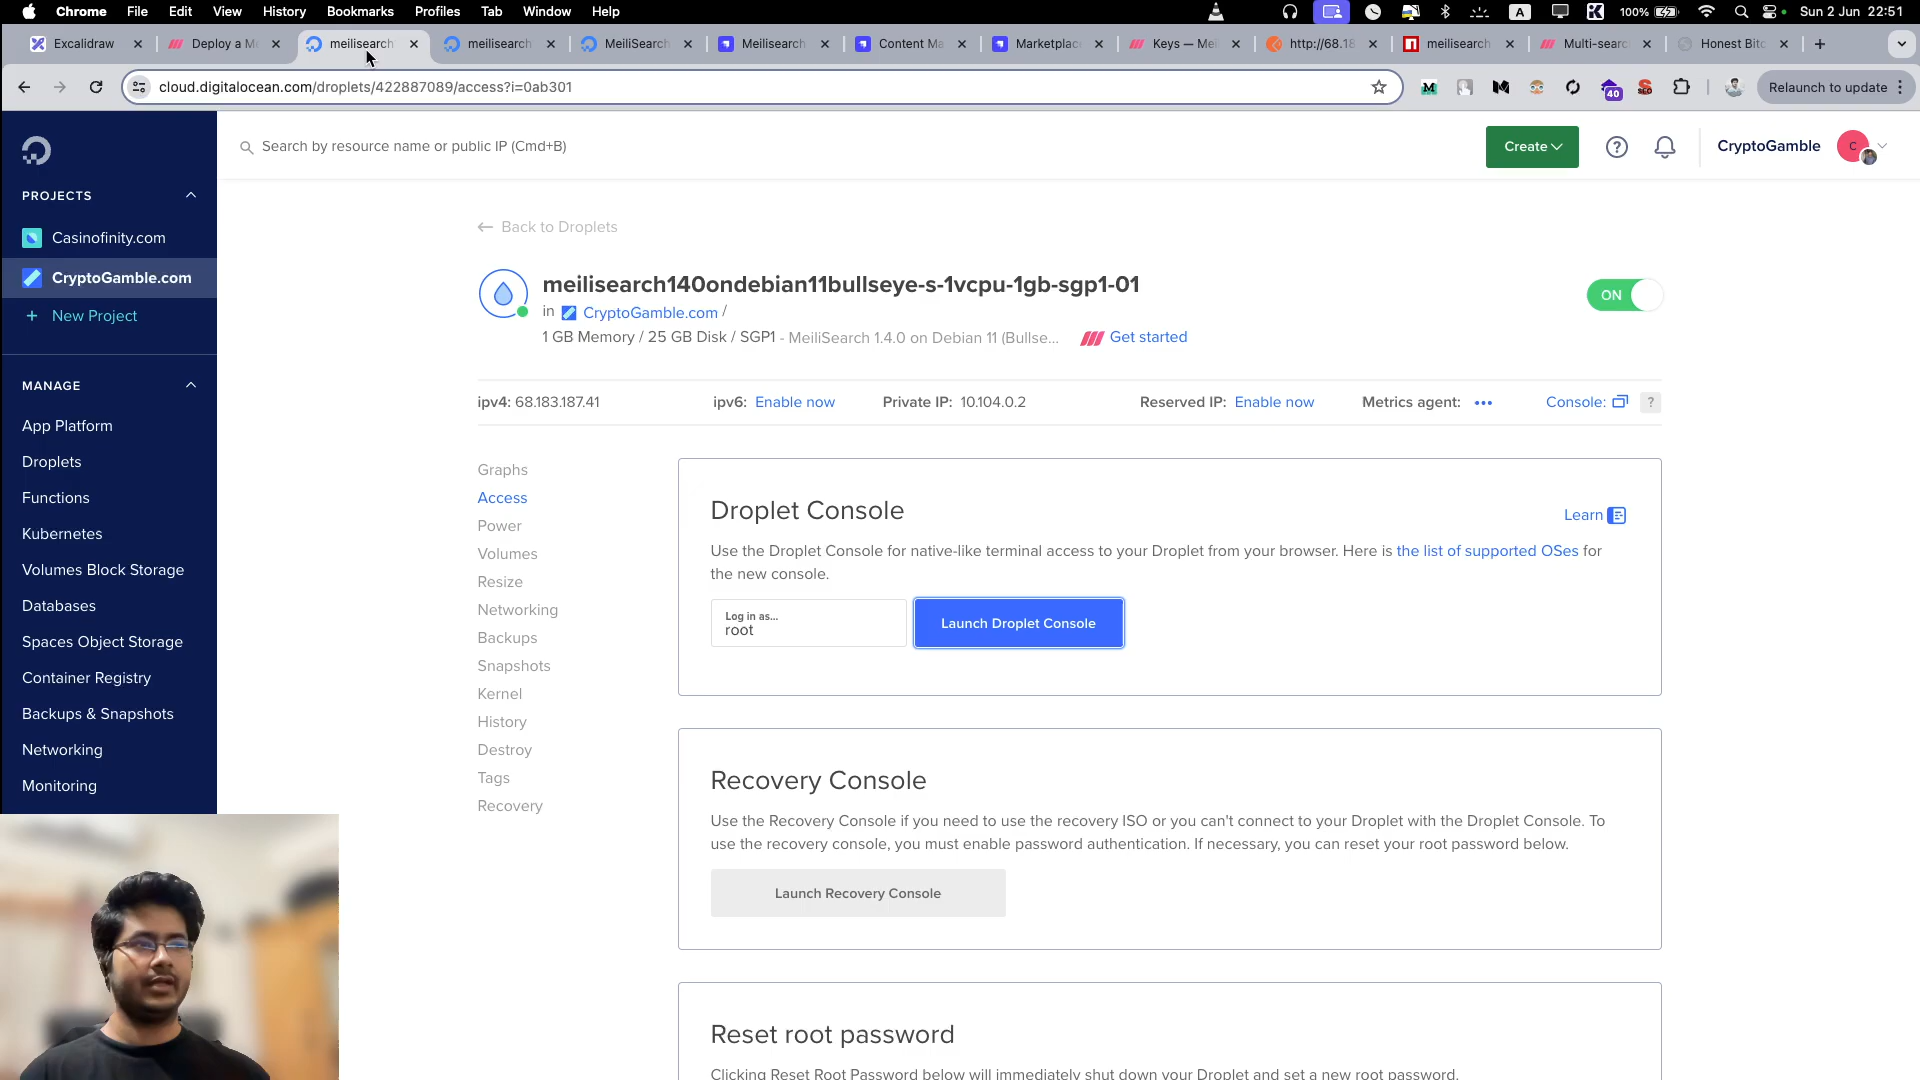 Chrome File Edit View History Bookmarks Profiles Tab Window Help A 100% Sun 2 Jun 22:51
Excalidraw Deploy a M meilisearch meilisearch MeiliSearch Meilisearch Content Ma Marketplac Keys — Mei http://68.18 meilisearch Multi-searc Honest Bitc
cloud.digitalocean.com/droplets/422887089/access?i=0ab301 40 SEO Relaunch to update
Search by resource name or public IP (Cmd+B) Create ? CryptoGamble C
PROJECTS
Casinofinity.com
CryptoGamble.com
+ New Project
MANAGE
App Platform
Droplets
Functions
Kubernetes
Volumes Block Storage
Databases
Spaces Object Storage
Container Registry
Backups & Snapshots
Networking
Monitoring
← Back to Droplets
meilisearch140ondebian11bullseye-s-1vcpu-1gb-sgp1-01
ON
in CryptoGamble.com /
1 GB Memory / 25 GB Disk / SGP1 - MeiliSearch 1.4.0 on Debian 11 (Bullse... Get started
ipv4: 68.183.187.41 ipv6: Enable now Private IP: 10.104.0.2 Reserved IP: Enable now Metrics agent: ••• Console: ?
Graphs
Access
Power
Volumes
Resize
Networking
Backups
Snapshots
Kernel
History
Destroy
Tags
Recovery
Droplet Console
Learn
Use the Droplet Console for native-like terminal access to your Droplet from your browser. Here is the list of supported OSes for
the new console.
Log in as...
root
Launch Droplet Console
Recovery Console
Use the Recovery Console if you need to use the recovery ISO or you can't connect to your Droplet with the Droplet Console. To
use the recovery console, you must enable password authentication. If necessary, you can reset your root password below.
Launch Recovery Console
Reset root password
Clicking Reset Root Password below will immediately shut down your Droplet and set a new root password.